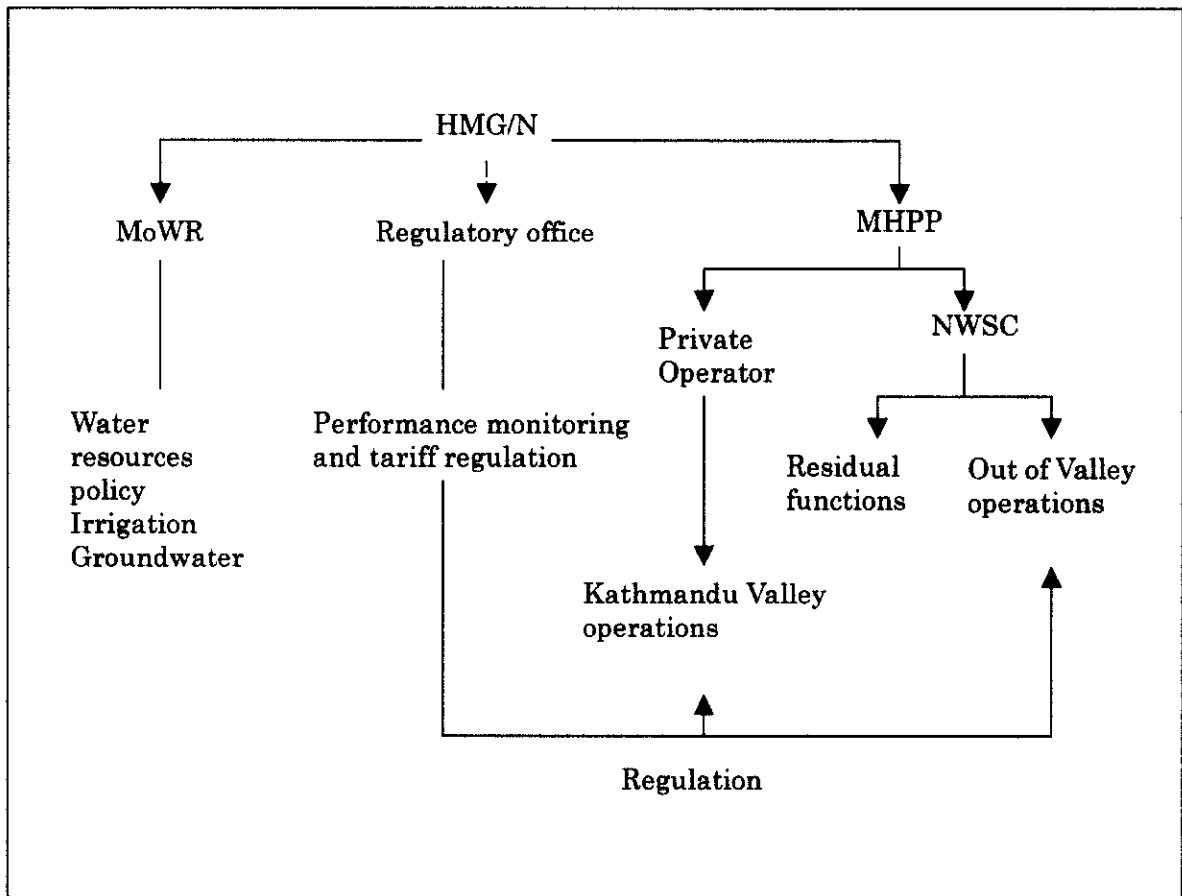 HMG/N
MoWR
Regulatory office
MHPP
Private
Operator
NWSC
Water
resources
policy
Irrigation
Groundwater
Performance monitoring
and tariff regulation
Residual
functions
Out of Valley
operations
Kathmandu Valley
operations
Regulation